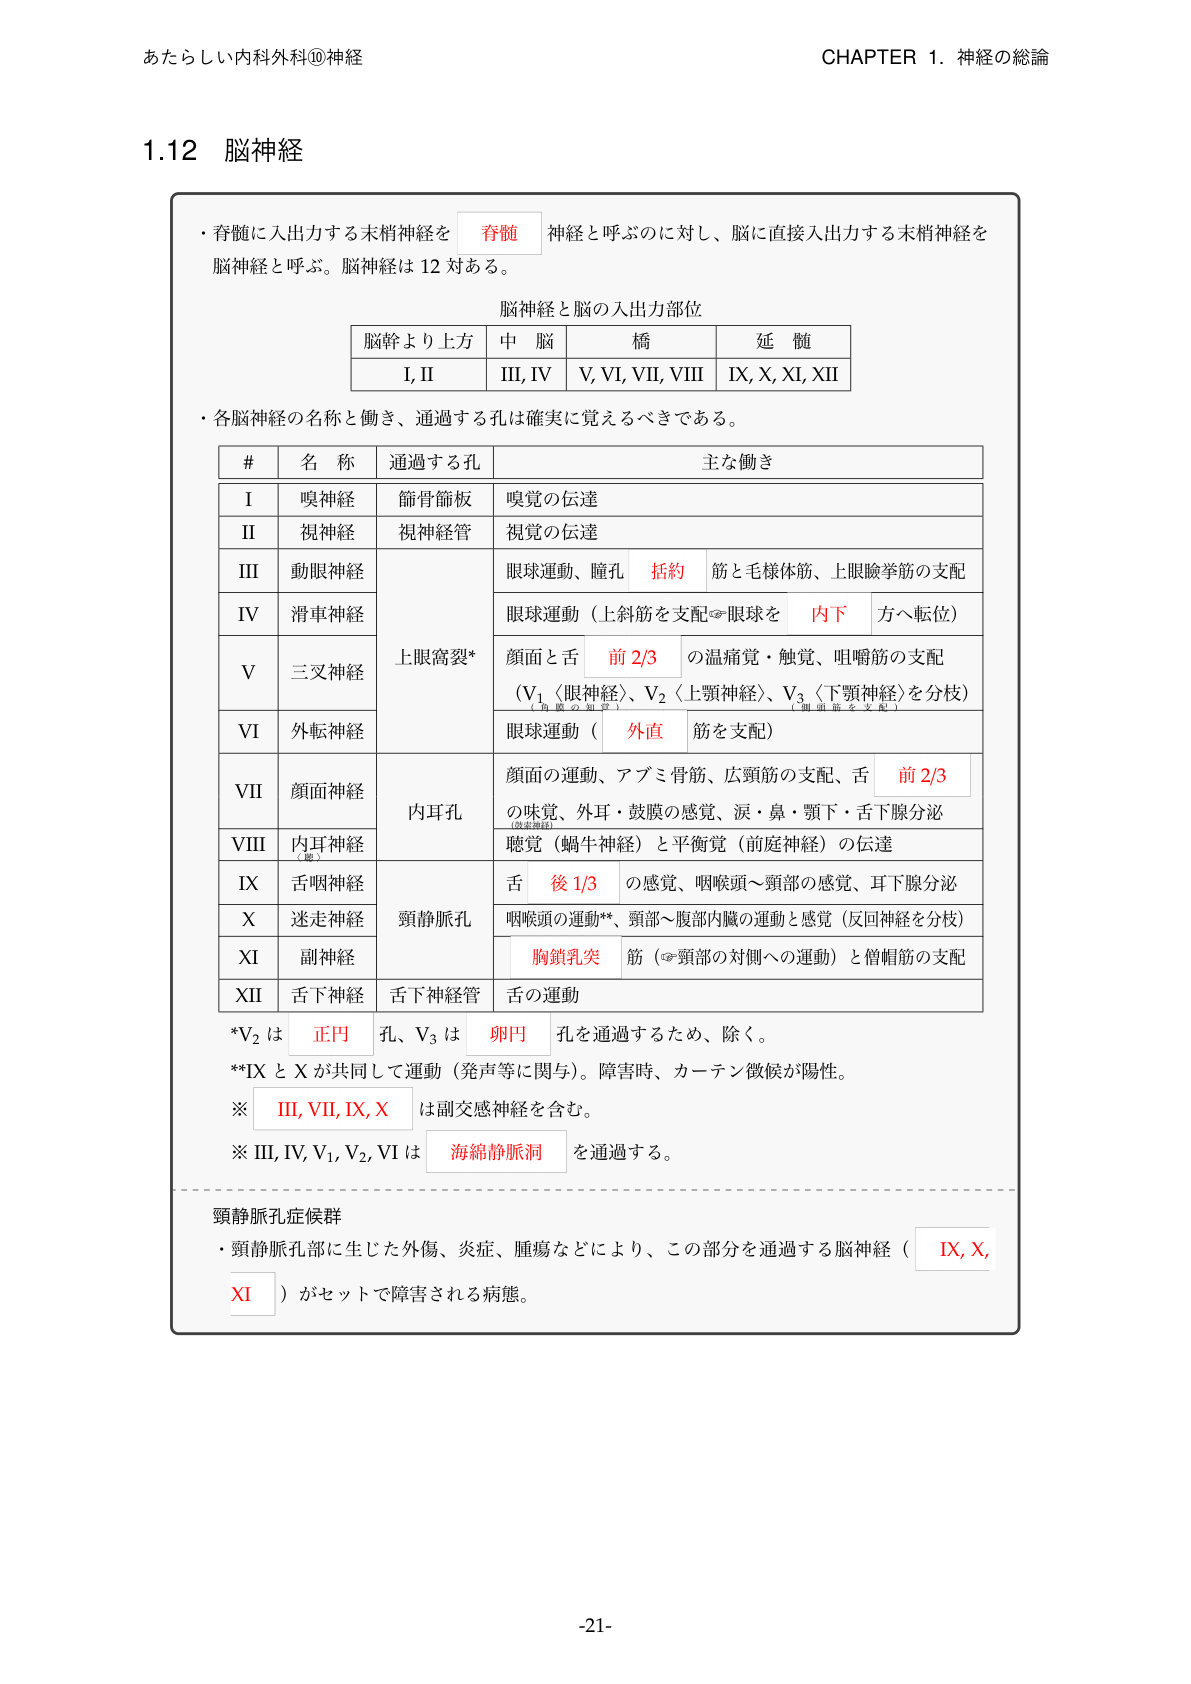 あたらしい内科外科⑩神経 CHAPTER 1. 神経の総論
1.12 脳神経
・脊髄に入出力する末梢神経を 脊髄 神経と呼ぶのに対し、脳に直接入出力する末梢神経を
脳神経と呼ぶ。脳神経は 12 対ある。
脳神経と脳の入出力部位
脳幹より上方 中 脳 橋 延 髄
I, II III, IV V, VI, VII, VIII IX, X, XI, XII
・各脳神経の名称と働き、通過する孔は確実に覚えるべきである。
# 名 称 通過する孔 主な働き
I 嗅神経 篩骨篩板 嗅覚の伝達
II 視神経 視神経管 視覚の伝達
III 動眼神経 眼球運動、瞳孔 括約 筋と毛様体筋、上眼瞼挙筋の支配
IV 滑車神経 眼球運動（上斜筋を支配☞眼球を 内下 方へ転位）
上眼窩裂*
V 三叉神経 顔面と舌 前 2/3 の温痛覚・触覚、咀嚼筋の支配
（V₁〈眼神経〉、V₂〈上顎神経〉、V₃〈下顎神経〉を分枝）
（角膜の知覚） （側頭筋を支配）
VI 外転神経 眼球運動（ 外直 筋を支配）
VII 顔面神経 内耳孔 顔面の運動、アブミ骨筋、広頸筋の支配、舌 前 2/3
の味覚、外耳・鼓膜の感覚、涙・鼻・顎下・舌下腺分泌
（鼓索神経）
VIII 内耳神経 聴覚（蝸牛神経）と平衡覚（前庭神経）の伝達
〈聴〉
IX 舌咽神経 舌 後 1/3 の感覚、咽喉頭〜頸部の感覚、耳下腺分泌
X 迷走神経 頸静脈孔 咽喉頭の運動**、頸部〜腹部内臓の運動と感覚（反回神経を分枝）
XI 副神経 胸鎖乳突 筋（☞頸部の対側への運動）と僧帽筋の支配
XII 舌下神経 舌下神経管 舌の運動
*V₂ は 正円 孔、V₃ は 卵円 孔を通過するため、除く。
**IX と X が共同して運動（発声等に関与）。障害時、カーテン徴候が陽性。
※ III, VII, IX, X は副交感神経を含む。
※ III, IV, V₁, V₂, VI は 海綿静脈洞 を通過する。
頸静脈孔症候群
・頸静脈孔部に生じた外傷、炎症、腫瘍などにより、この部分を通過する脳神経（ IX, X,
XI ）がセットで障害される病態。
-21-